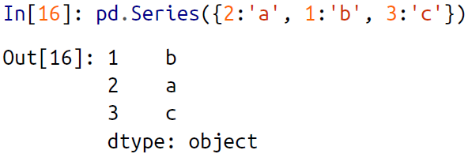 In[16]: pd.Series({2:'a', 1:'b', 3:'c'})
Out[16]: 1    b
2    a
3    c
dtype: object